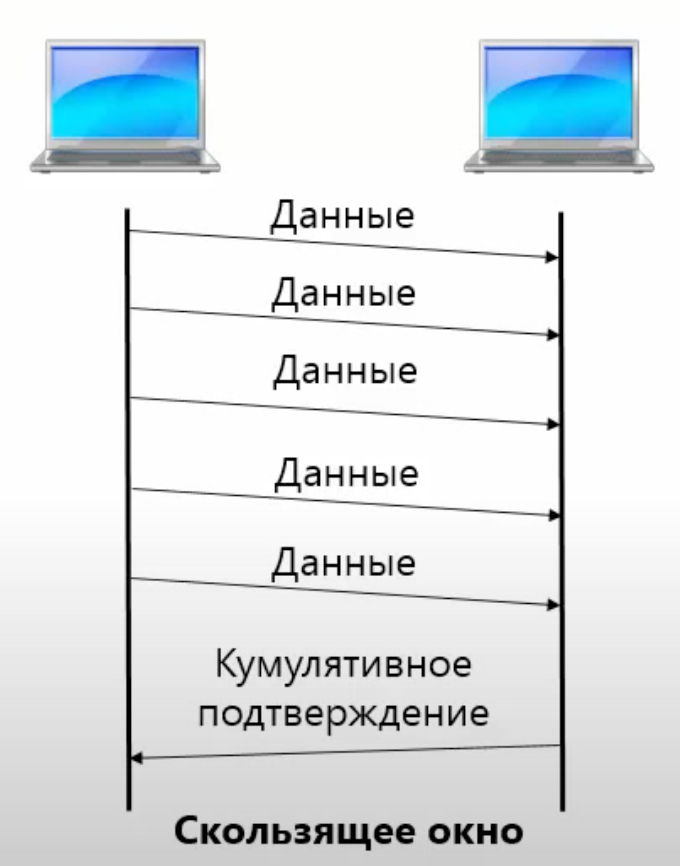 Данные
Данные
Данные
Данные
Данные
Кумулятивное
подтверждение
Скользящее окно